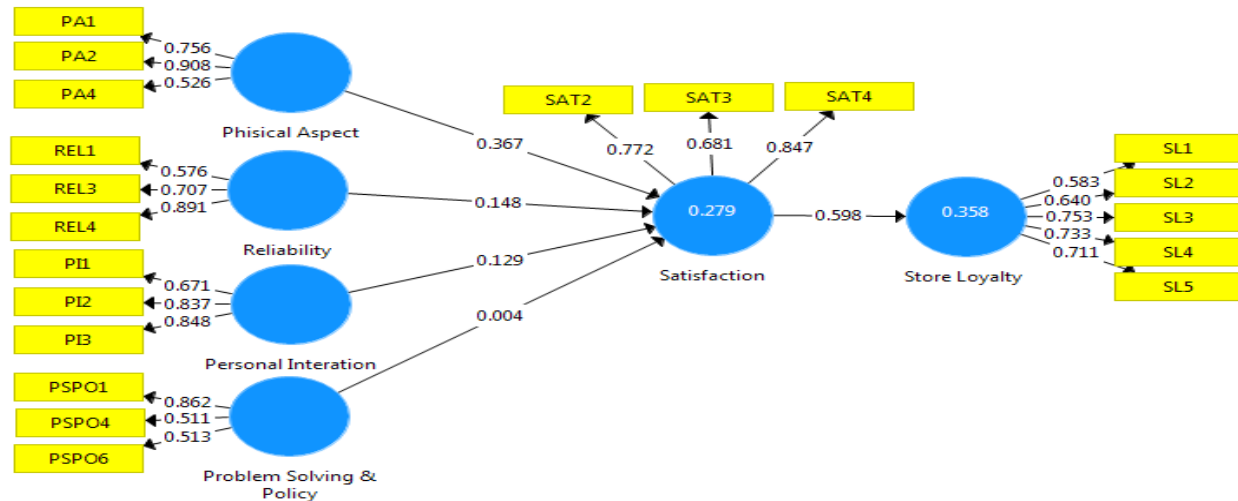 PA1
0.756
PA2
0.908
PA4
0.526
Phisical Aspect
0.367
REL1
0.576
REL3
0.707
REL4
0.891
Reliability
0.148
PI1
0.671
PI2
0.837
PI3
0.848
Personal Interation
0.129
PSPO1
0.862
PSPO4
0.511
PSPO6
0.513
Problem Solving &
Policy
0.004
SAT2
SAT3
SAT4
0.772
0.681
0.847
0.279
Satisfaction
0.598
0.358
Store Loyalty
SL1
0.583
SL2
0.640
SL3
0.753
SL4
0.733
SL5
0.711